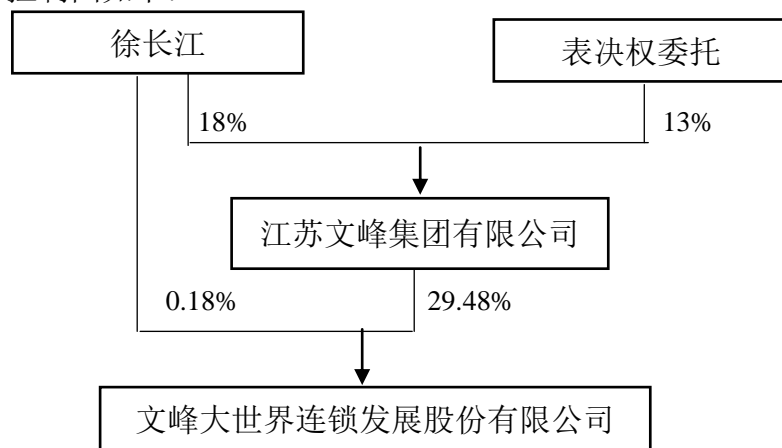 徐长江
表决权委托
18%
13%
江苏文峰集团有限公司
0.18%
29.48%
文峰大世界连锁发展股份有限公司